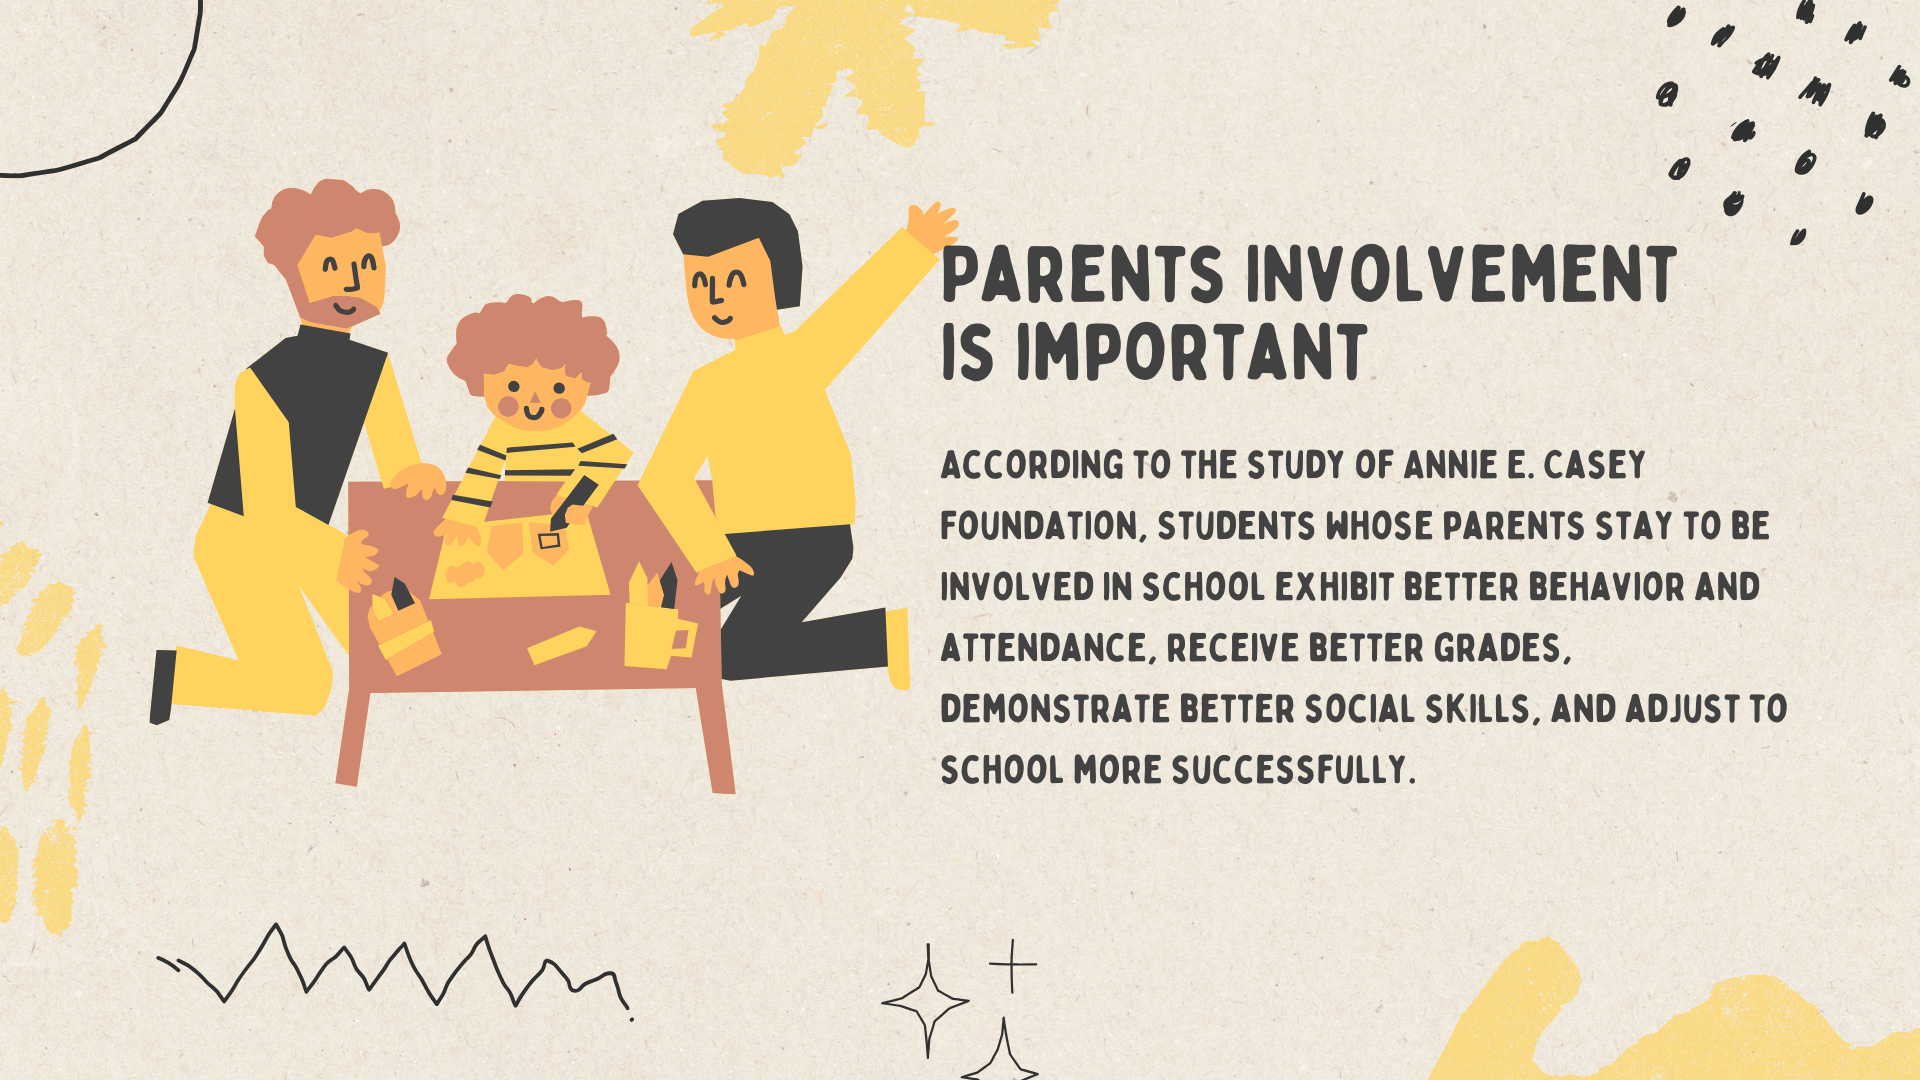 PARENTS INVOLVEMENT
IS IMPORTANT
ACCORDING TO THE STUDY OF ANNIE E. CASEY
FOUNDATION, STUDENTS WHOSE PARENTS STAY TO BE
INVOLVED IN SCHOOL EXHIBIT BETTER BEHAVIOR AND
ATTENDANCE, RECEIVE BETTER GRADES,
DEMONSTRATE BETTER SOCIAL SKILLS, AND ADJUST TO
SCHOOL MORE SUCCESSFULLY.